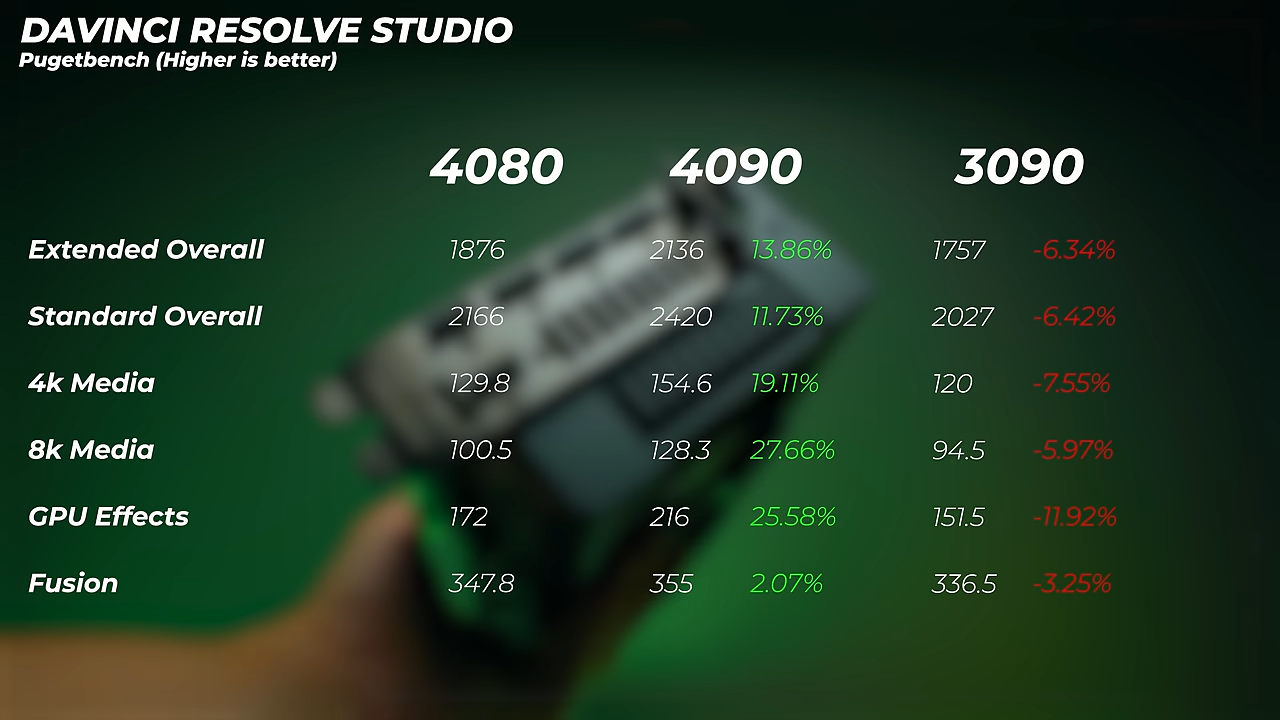 DAVINCI RESOLVE STUDIO
Pugetbench (Higher is better)
4080 4090 3090
Extended Overall 1876 2136 13.86% 1757 -6.34%
Standard Overall 2166 2420 11.73% 2027 -6.42%
4k Media 129.8 154.6 19.11% 120 -7.55%
8k Media 100.5 128.3 27.66% 94.5 -5.97%
GPU Effects 172 216 25.58% 151.5 -11.92%
Fusion 347.8 355 2.07% 336.5 -3.25%